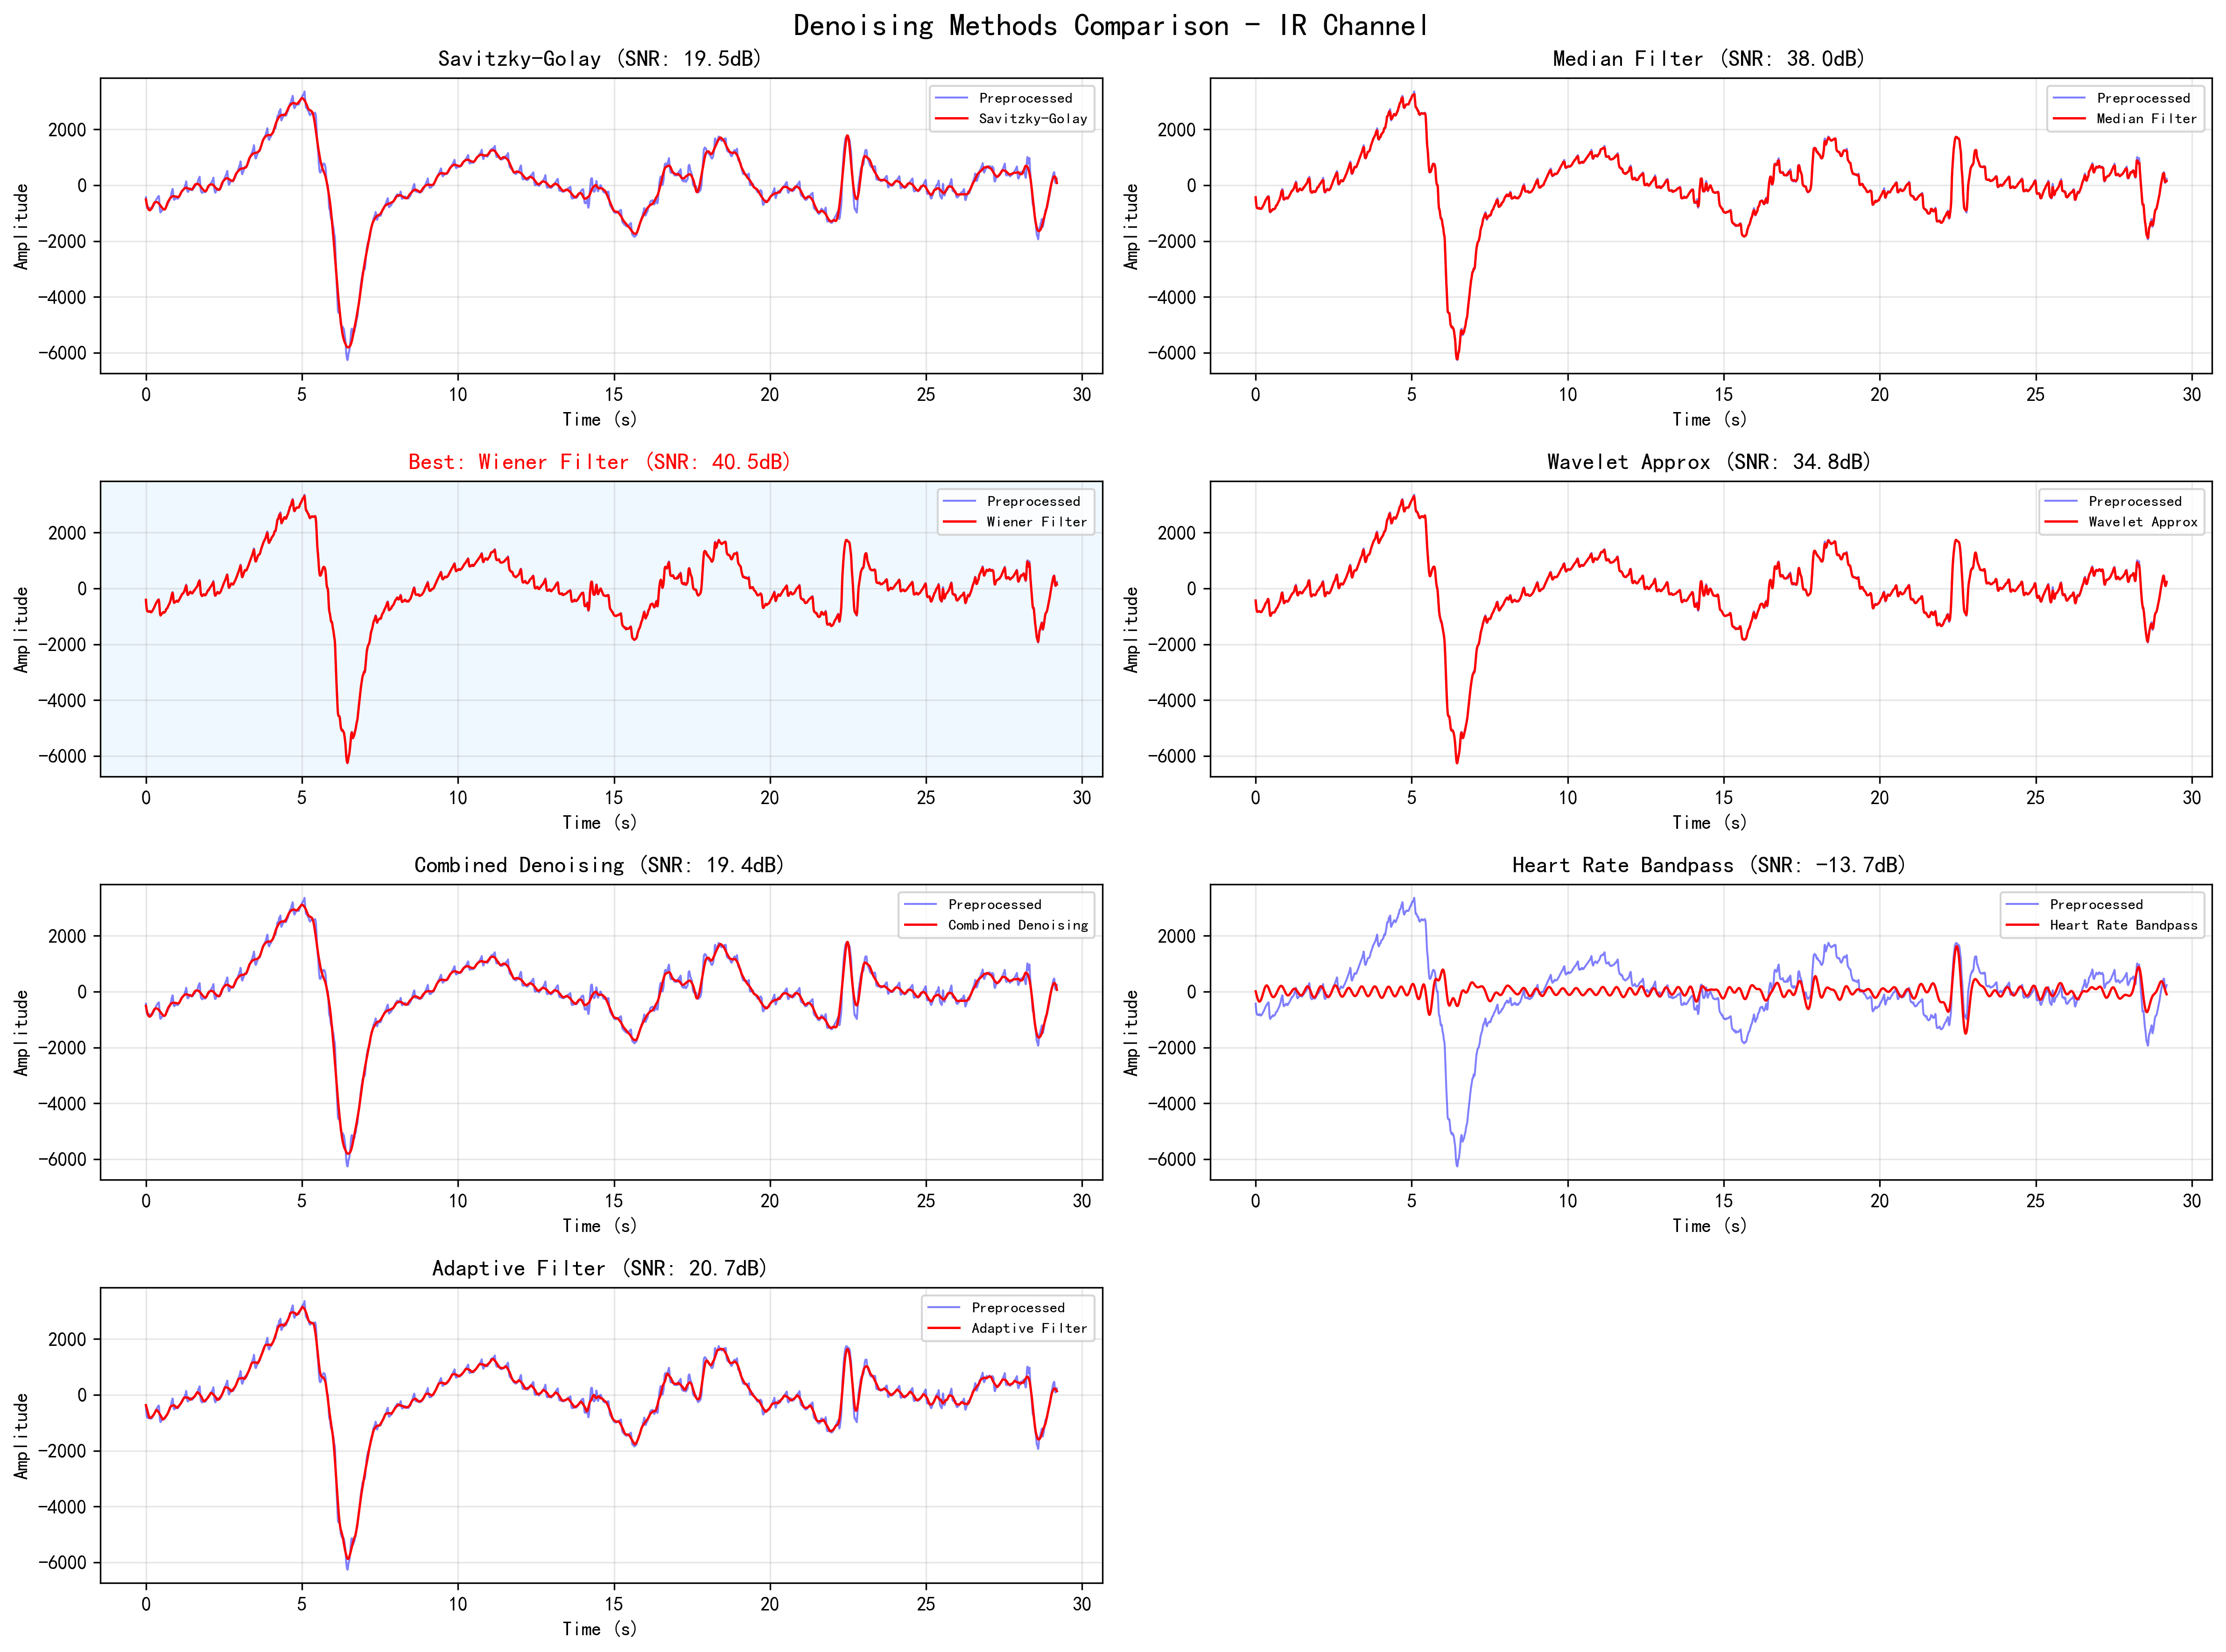 Denoising Methods Comparison - IR Channel
Savitzky-Golay (SNR: 19.5dB)
Amplitude
2000
0
−2000
−4000
−6000
Preprocessed
Savitzky-Golay
0 5 10 15 20 25 30
Time (s)
Median Filter (SNR: 38.0dB)
Amplitude
2000
0
−2000
−4000
−6000
Preprocessed
Median Filter
0 5 10 15 20 25 30
Time (s)
Best: Wiener Filter (SNR: 40.5dB)
Amplitude
2000
0
−2000
−4000
−6000
Preprocessed
Wiener Filter
0 5 10 15 20 25 30
Time (s)
Wavelet Approx (SNR: 34.8dB)
Amplitude
2000
0
−2000
−4000
−6000
Preprocessed
Wavelet Approx
0 5 10 15 20 25 30
Time (s)
Combined Denoising (SNR: 19.4dB)
Amplitude
2000
0
−2000
−4000
−6000
Preprocessed
Combined Denoising
0 5 10 15 20 25 30
Time (s)
Heart Rate Bandpass (SNR: -13.7dB)
Amplitude
2000
0
−2000
−4000
−6000
Preprocessed
Heart Rate Bandpass
0 5 10 15 20 25 30
Time (s)
Adaptive Filter (SNR: 20.7dB)
Amplitude
2000
0
−2000
−4000
−6000
Preprocessed
Adaptive Filter
0 5 10 15 20 25 30
Time (s)